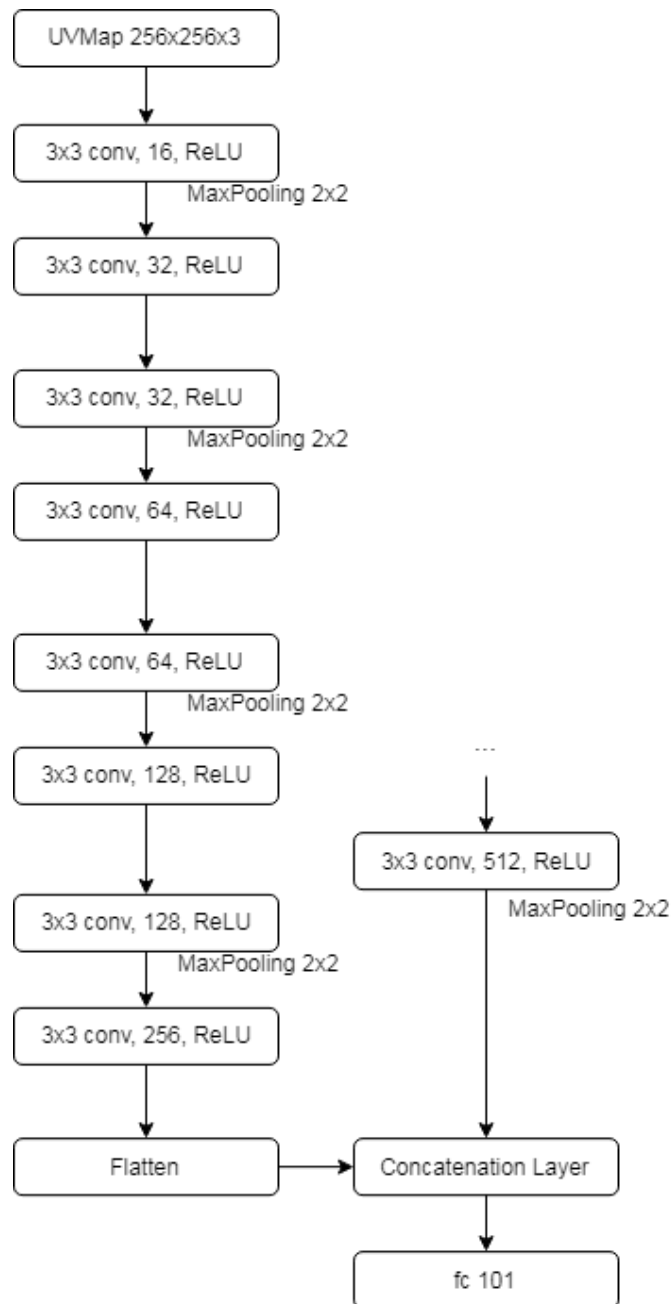 UVMap 256x256x3
3x3 conv, 16, ReLU
MaxPooling 2x2
3x3 conv, 32, ReLU
3x3 conv, 32, ReLU
MaxPooling 2x2
3x3 conv, 64, ReLU
3x3 conv, 64, ReLU
MaxPooling 2x2
3x3 conv, 128, ReLU
3x3 conv, 128, ReLU
MaxPooling 2x2
3x3 conv, 256, ReLU
Flatten
...
3x3 conv, 512, ReLU
MaxPooling 2x2
Concatenation Layer
fc 101